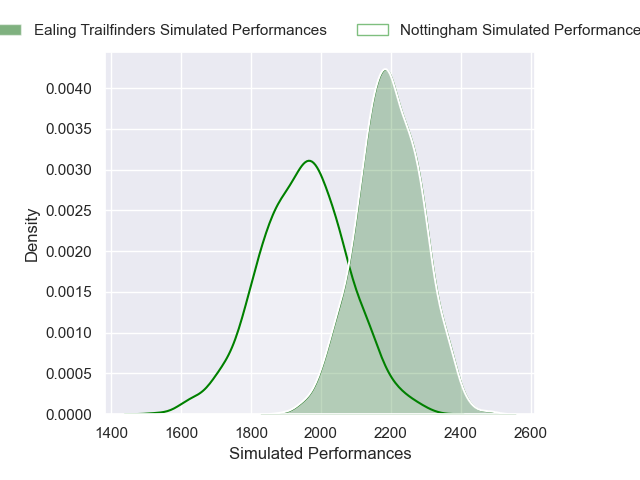 Ealing Trailfinders Simulated Performances
Nottingham Simulated Performance
0.0040
0.0035
0.0030
0.0025
0.0020
0.0015
0.0010
0.0005
0.0000
Density
1400 1600 1800 2000 2200 2400 2600
Simulated Performances